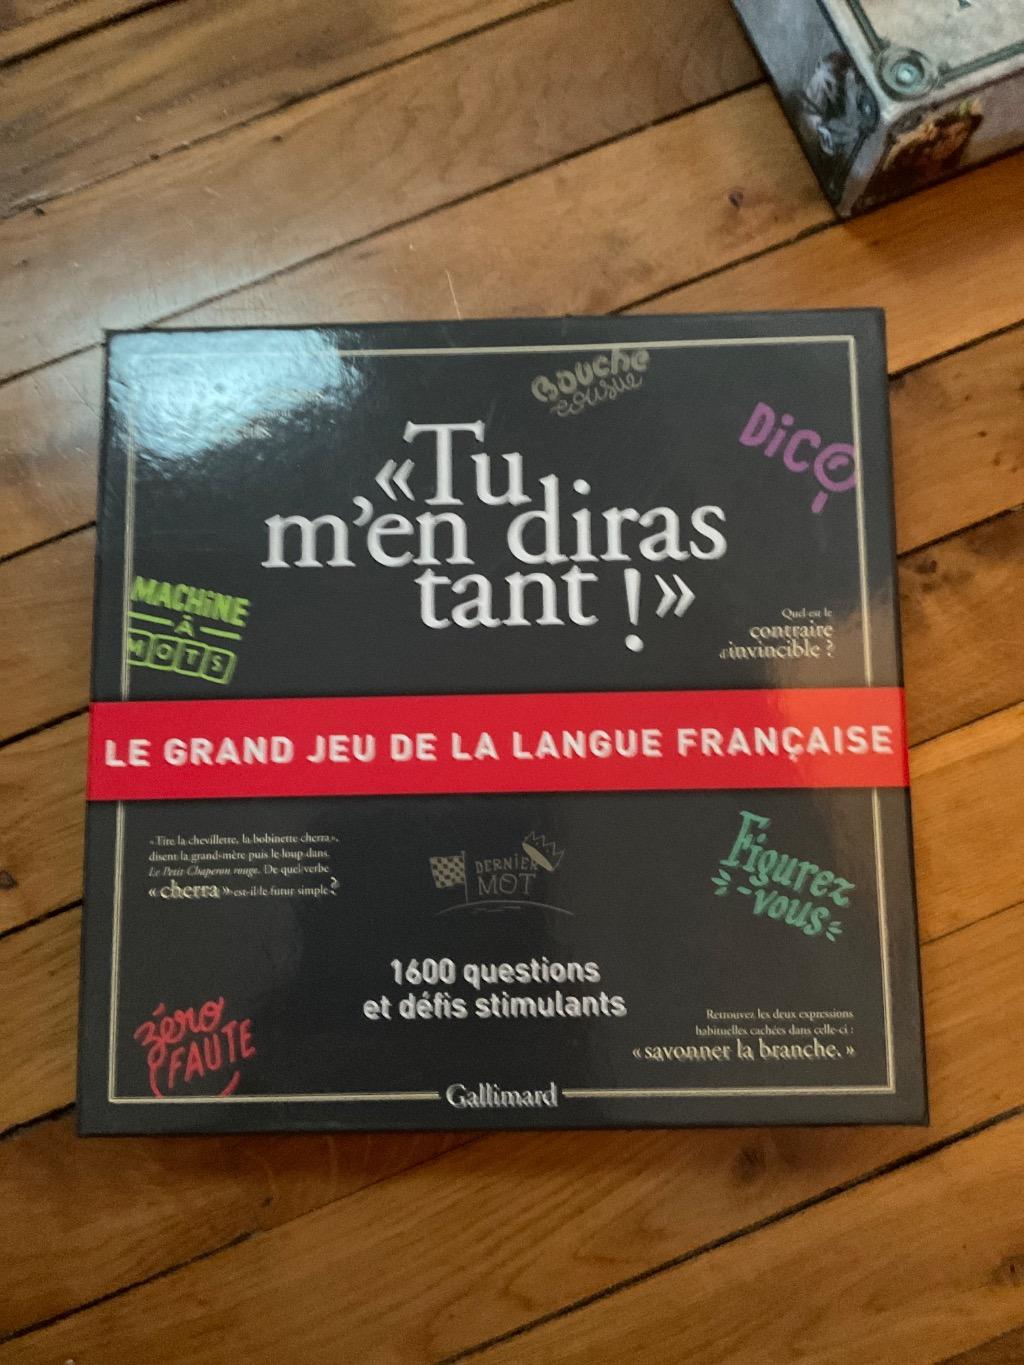 Bouche
cousue
DiCO
«Tu
m'en diras
tant !»
MACHINE
À
MOTS
Quel est le
contraire
d'invincible ?
LE GRAND JEU DE LA LANGUE FRANÇAISE
« Tire la chevillette, la bobinette cherra »,
disent la grand-mère puis le loup dans
Le Petit Chaperon rouge. De quel verbe
« cherra » est-il le futur simple ?
DERNIER
MOT
Figurez
-vous
1600 questions
et défis stimulants
zéro
FAUTE
Retrouvez les deux expressions
habituelles cachées dans celle-ci :
« savonner la branche. »
Gallimard